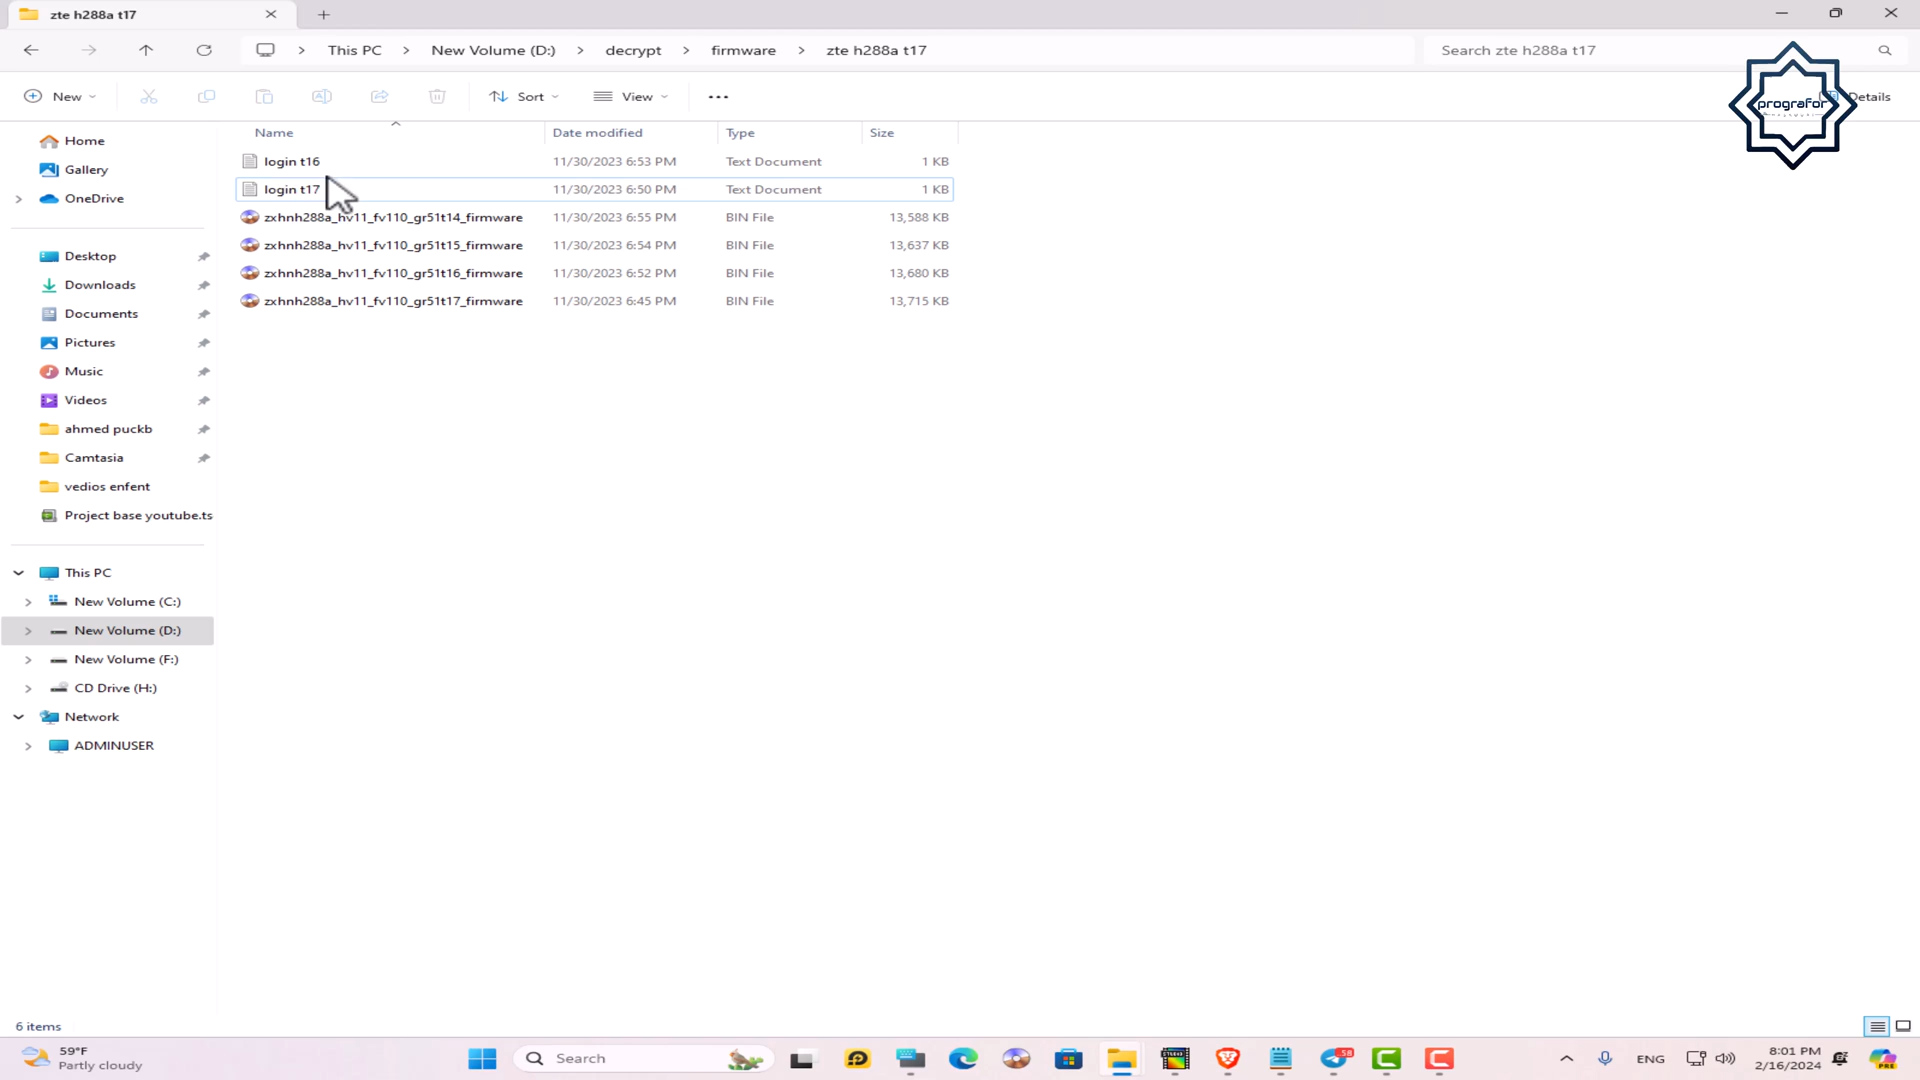 zte h288a t17
This PC
New Volume (D:)
decrypt
firmware
zte h288a t17
Search zte h288a t17
New
Sort
View
Details
prografor
Name
Date modified
Type
Size
login t16
11/30/2023 6:53 PM
Text Document
1 KB
login t17
11/30/2023 6:50 PM
Text Document
1 KB
zxhnh288a_hv11_fv110_gr51t14_firmware
11/30/2023 6:55 PM
BIN File
13,588 KB
zxhnh288a_hv11_fv110_gr51t15_firmware
11/30/2023 6:54 PM
BIN File
13,637 KB
zxhnh288a_hv11_fv110_gr51t16_firmware
11/30/2023 6:52 PM
BIN File
13,680 KB
zxhnh288a_hv11_fv110_gr51t17_firmware
11/30/2023 6:45 PM
BIN File
13,715 KB
Home
Gallery
OneDrive
Desktop
Downloads
Documents
Pictures
Music
Videos
ahmed puckb
Camtasia
vedios enfent
Project base youtube.ts
This PC
New Volume (C:)
New Volume (D:)
New Volume (F:)
CD Drive (H:)
Network
ADMINUSER
6 items
59°F
Partly cloudy
Search
58
ENG
8:01 PM
2/16/2024
PRE